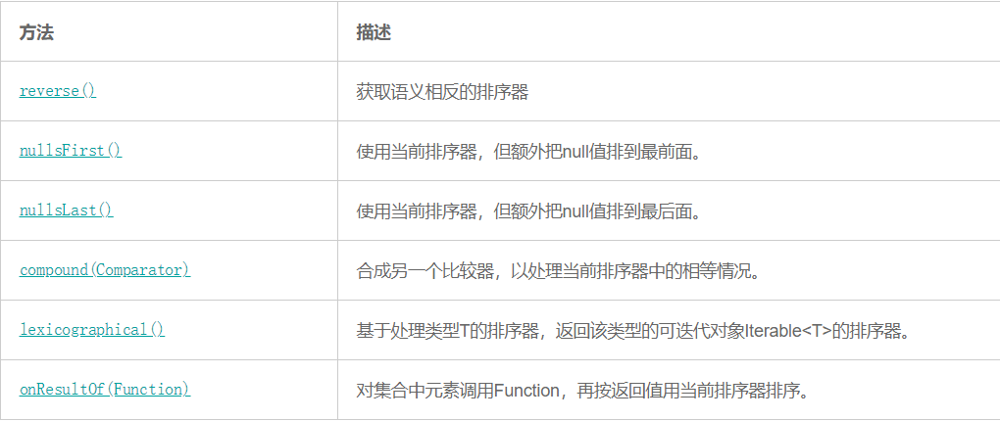 方法 描述
reverse() 获取语义相反的排序器
nullsFirst() 使用当前排序器，但额外把null值排到最前面。
nullsLast() 使用当前排序器，但额外把null值排到最后面。
compound(Comparator) 合成另一个比较器，以处理当前排序器中的相等情况。
lexicographical() 基于处理类型T的排序器，返回该类型的可迭代对象Iterable<T>的排序器。
onResultOf(Function) 对集合中元素调用Function，再按返回值用当前排序器排序。